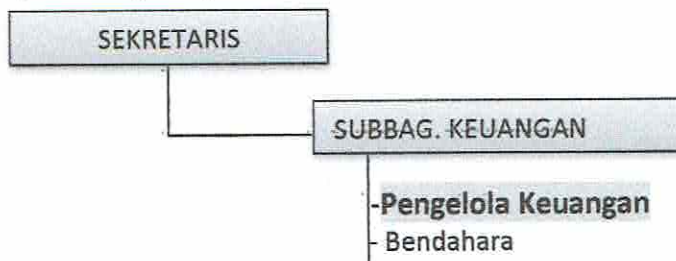 SEKRETARIS
SUBBAG. KEUANGAN
-Pengelola Keuangan
- Bendahara